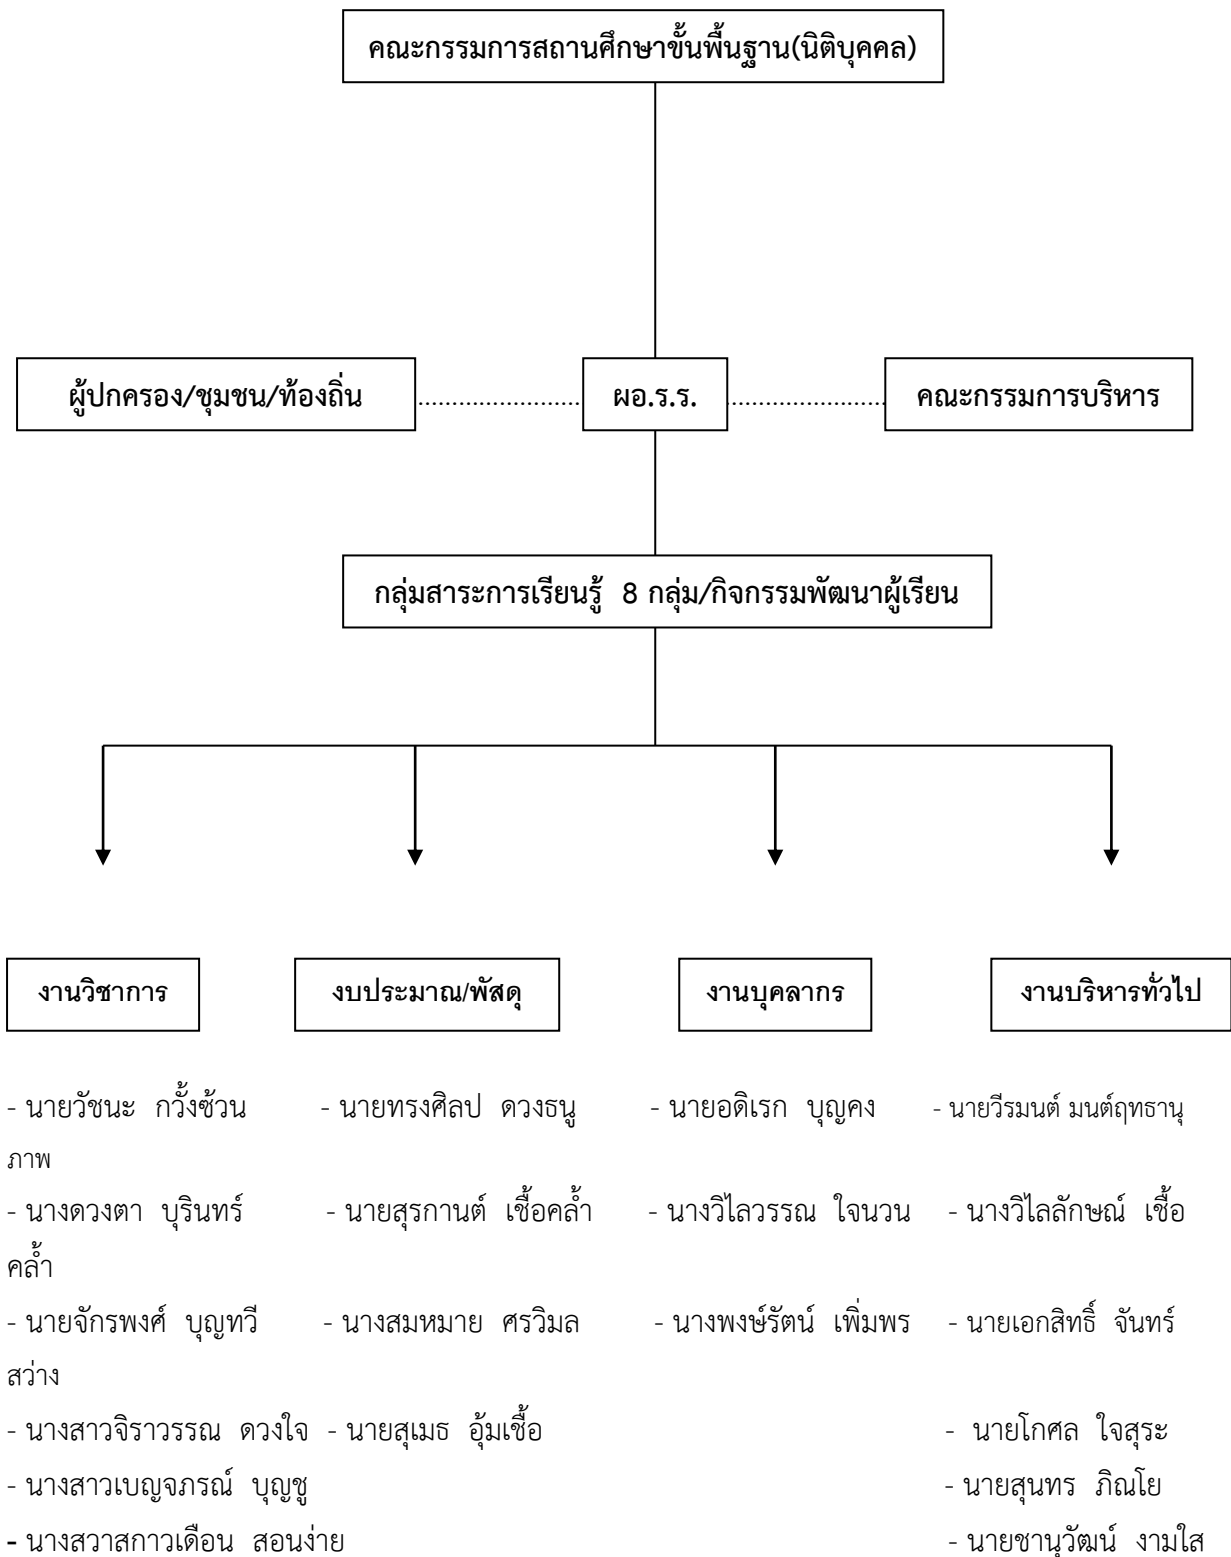 คณะกรรมการสถานศึกษาขั้นพื้นฐาน(นิติบุคคล)
ผู้ปกครอง/ชุมชน/ท้องถิ่น ........................ ผอ.ร.ร. ........................ คณะกรรมการบริหาร
กลุ่มสาระการเรียนรู้ 8 กลุ่ม/กิจกรรมพัฒนาผู้เรียน
งานวิชาการ งบประมาณ/พัสดุ งานบุคลากร งานบริหารทั่วไป
- นายวัชนะ กวั้งซ้วน - นายทรงศิลป ดวงธนู - นายอดิเรก บุญคง - นายวีรมนต์ มนต์ฤทธานุ
ภาพ
- นางดวงตา บุรินทร์ - นายสุรกานต์ เชื้อคล้ำ - นางวิไลวรรณ ใจนวน - นางวิไลลักษณ์ เชื้อ
คล้ำ
- นายจักรพงศ์ บุญทวี - นางสมหมาย ศรวิมล - นางพงษ์รัตน์ เพิ่มพร - นายเอกสิทธิ์ จันทร์
สว่าง
- นางสาวจิราวรรณ ดวงใจ - นายสุเมธ อุ้มเชื้อ - นายโกศล ใจสุระ
- นางสาวเบญจภรณ์ บุญชู - นายสุนทร ภิณโย
- นางสวาสกาวเดือน สอนง่าย - นายชานุวัฒน์ งามใส